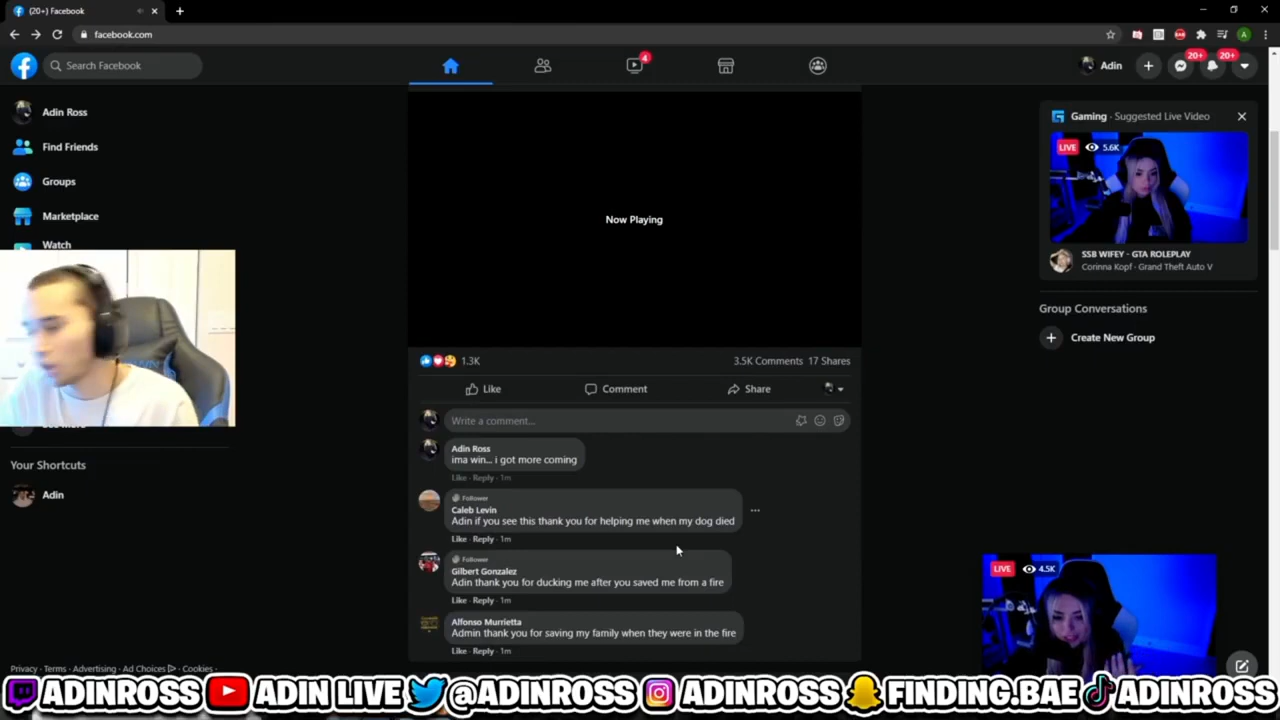 (20+) Facebook
facebook.com
Search Facebook
4
Adin
20+
20+
Adin Ross
Find Friends
Groups
Marketplace
Watch
Your Shortcuts
Adin
Now Playing
1.3K
3.5K Comments 17 Shares
Like
Comment
Share
Write a comment...
Adin Ross
ima win... i got more coming
Like · Reply · 1m
Follower
Caleb Levin
Adin if you see this thank you for helping me when my dog died
Like · Reply · 1m
Follower
Gilbert Gonzalez
Adin thank you for ducking me after you saved me from a fire
Like · Reply · 1m
Alfonso Murrietta
Admin thank you for saving my family when they were in the fire
Like · Reply · 1m
Gaming · Suggested Live Video
LIVE 5.6K
SSB WIFEY - GTA ROLEPLAY
Corinna Kopf · Grand Theft Auto V
Group Conversations
Create New Group
LIVE 4.5K
Privacy · Terms · Advertising · Ad Choices · Cookies ·
ADINROSS ADIN LIVE @ADINROSS ADINROSS FINDING.BAE ADINROSS